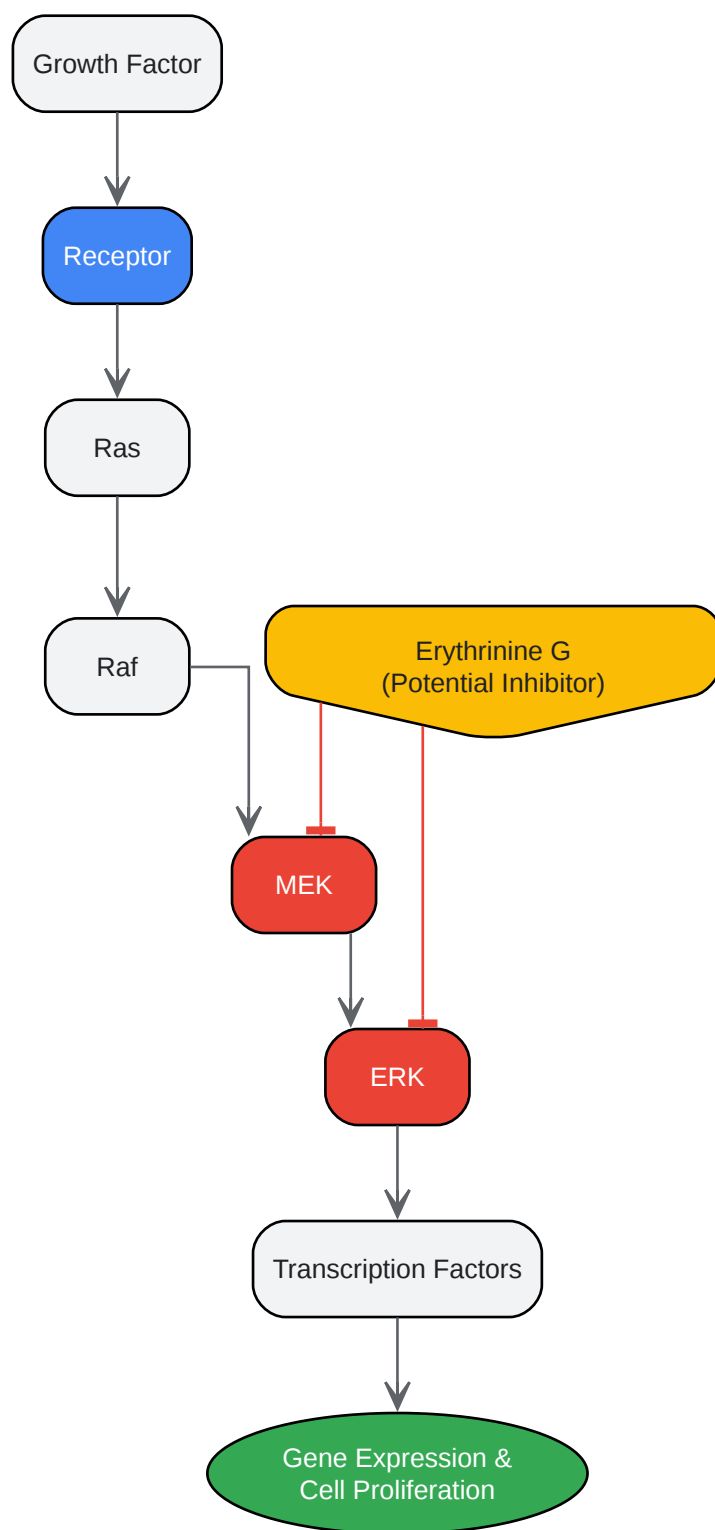 Growth Factor
Receptor
Ras
Raf
Erythrinine G
(Potential Inhibitor)
MEK
ERK
Transcription Factors
Gene Expression &
Cell Proliferation